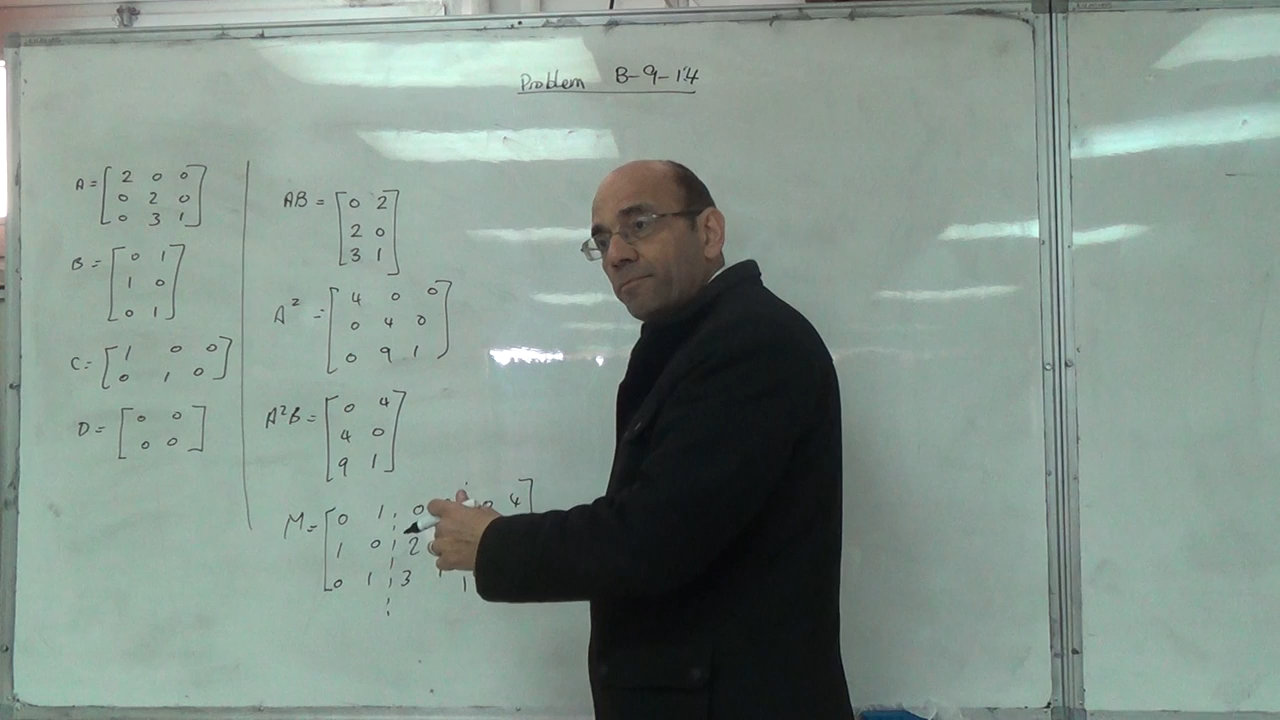 Problem B-9-14
A = [ 2 0 0
0 2 0
0 3 1 ]
B = [ 0 1
1 0
0 1 ]
C = [ 1 0 0
0 1 0 ]
D = [ 0 0
0 0 ]
AB = [ 0 2
2 0
3 1 ]
A² = [ 4 0 0
0 4 0
0 9 1 ]
A²B = [ 0 4
4 0
9 1 ]
M = [ 0 1 0 0 4 ]
1 0 2
0 1 3 1